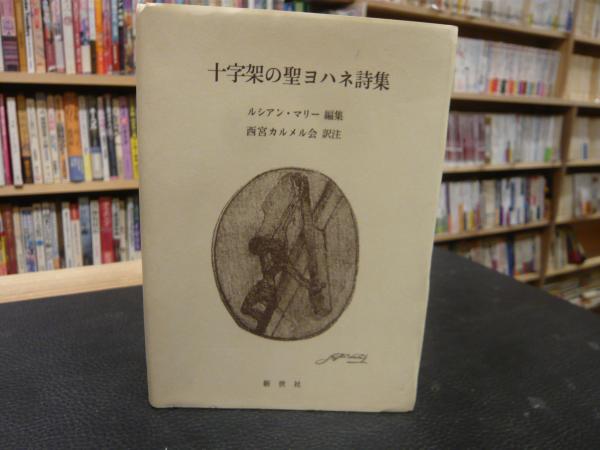 十字架の聖ヨハネ詩集
ルシアン・マリー 編集
西宮カルメル会 訳注
新世社